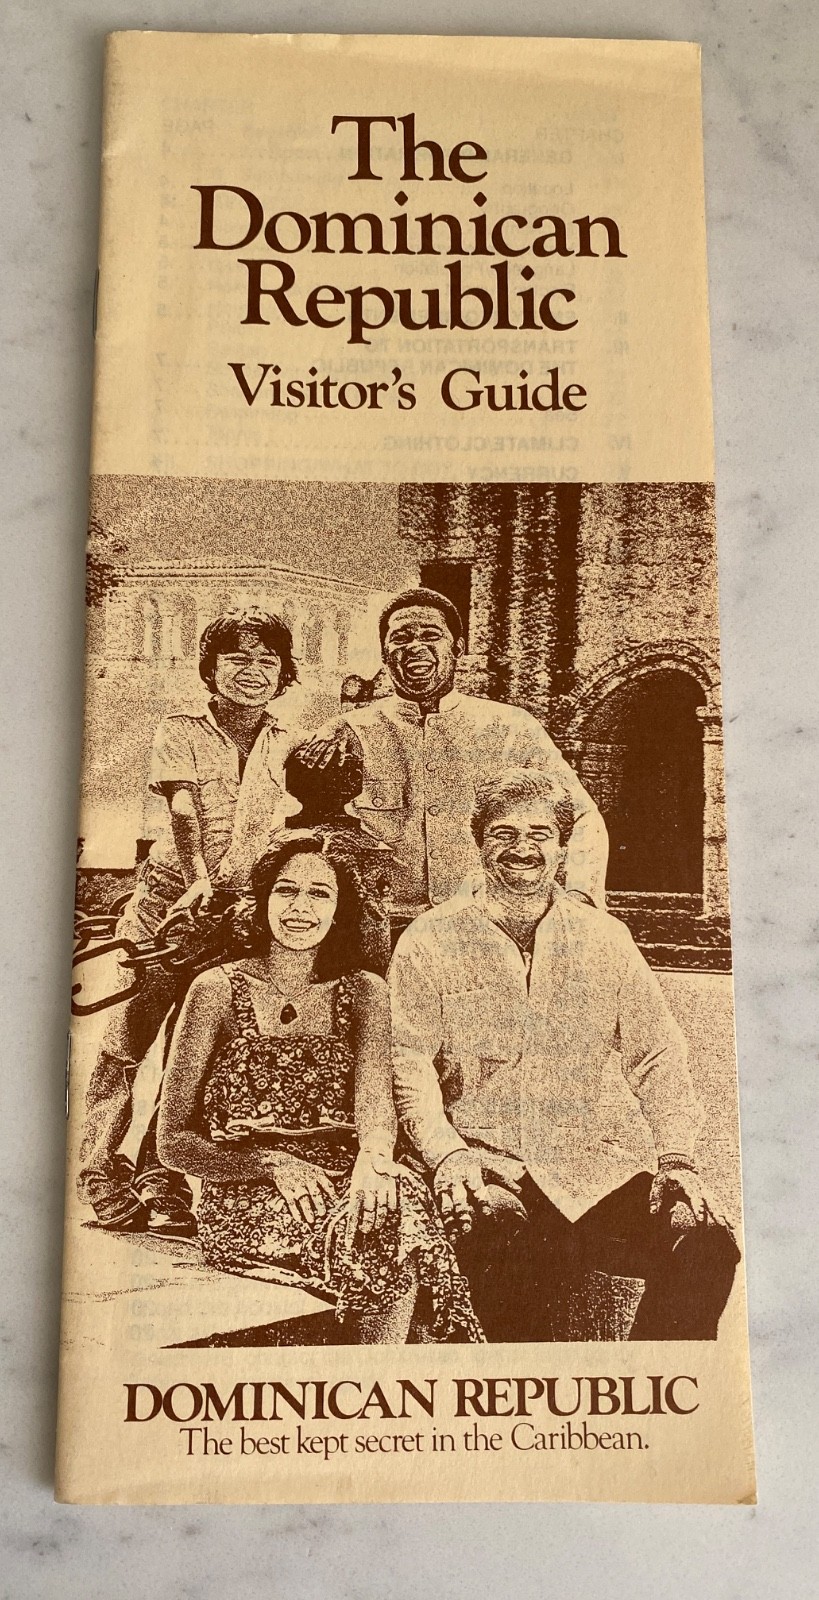 The
Dominican
Republic
Visitor's Guide
DOMINICAN REPUBLIC
The best kept secret in the Caribbean.